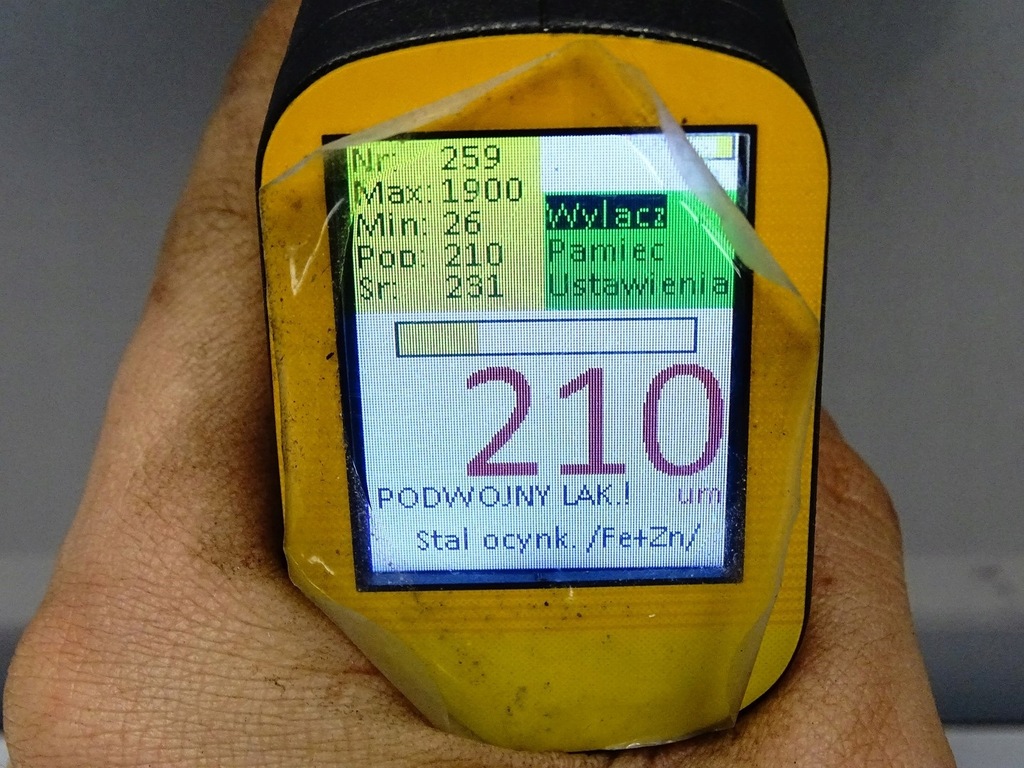 Nr: 259
Max: 1900
Min: 26
Pop: 210
Sr: 231
Wylacz
Pamiec
Ustawienia
210
PODWOJNY LAK.! um
Stal ocynk. /Fe+Zn/